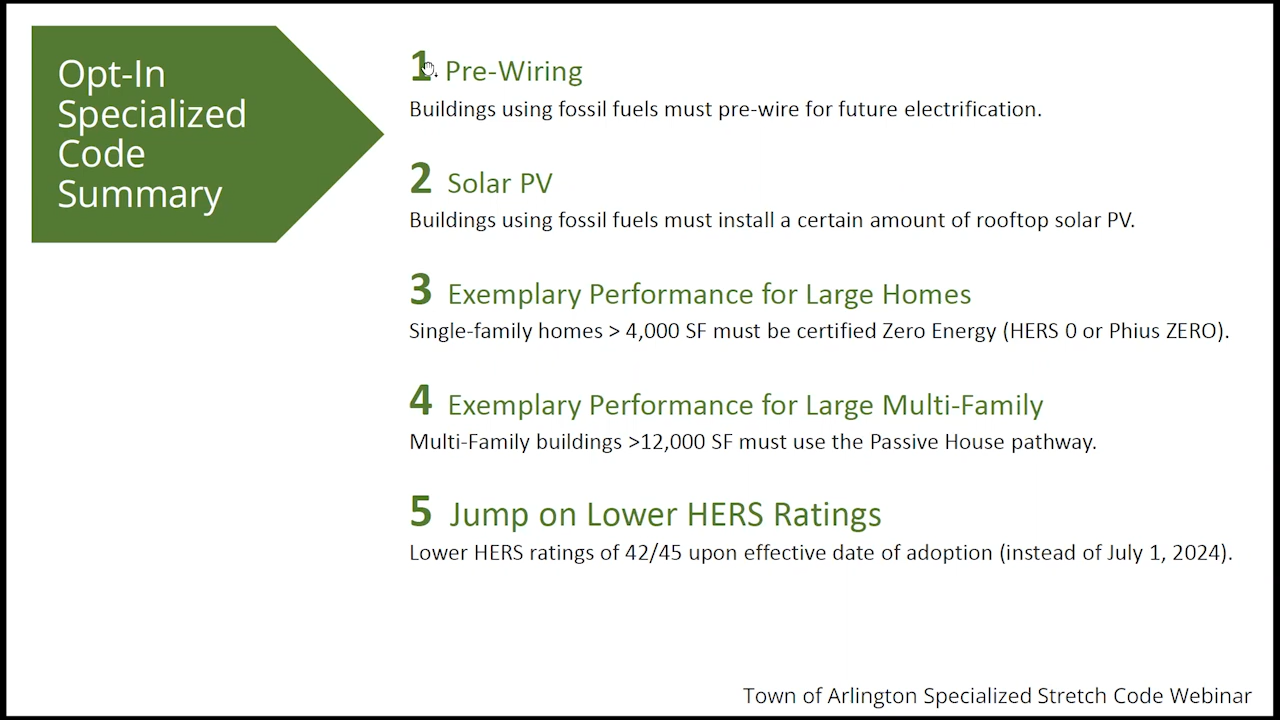 Opt-In
Specialized
Code
Summary
1 Pre-Wiring
Buildings using fossil fuels must pre-wire for future electrification.
2 Solar PV
Buildings using fossil fuels must install a certain amount of rooftop solar PV.
3 Exemplary Performance for Large Homes
Single-family homes > 4,000 SF must be certified Zero Energy (HERS 0 or Phius ZERO).
4 Exemplary Performance for Large Multi-Family
Multi-Family buildings >12,000 SF must use the Passive House pathway.
5 Jump on Lower HERS Ratings
Lower HERS ratings of 42/45 upon effective date of adoption (instead of July 1, 2024).
Town of Arlington Specialized Stretch Code Webinar